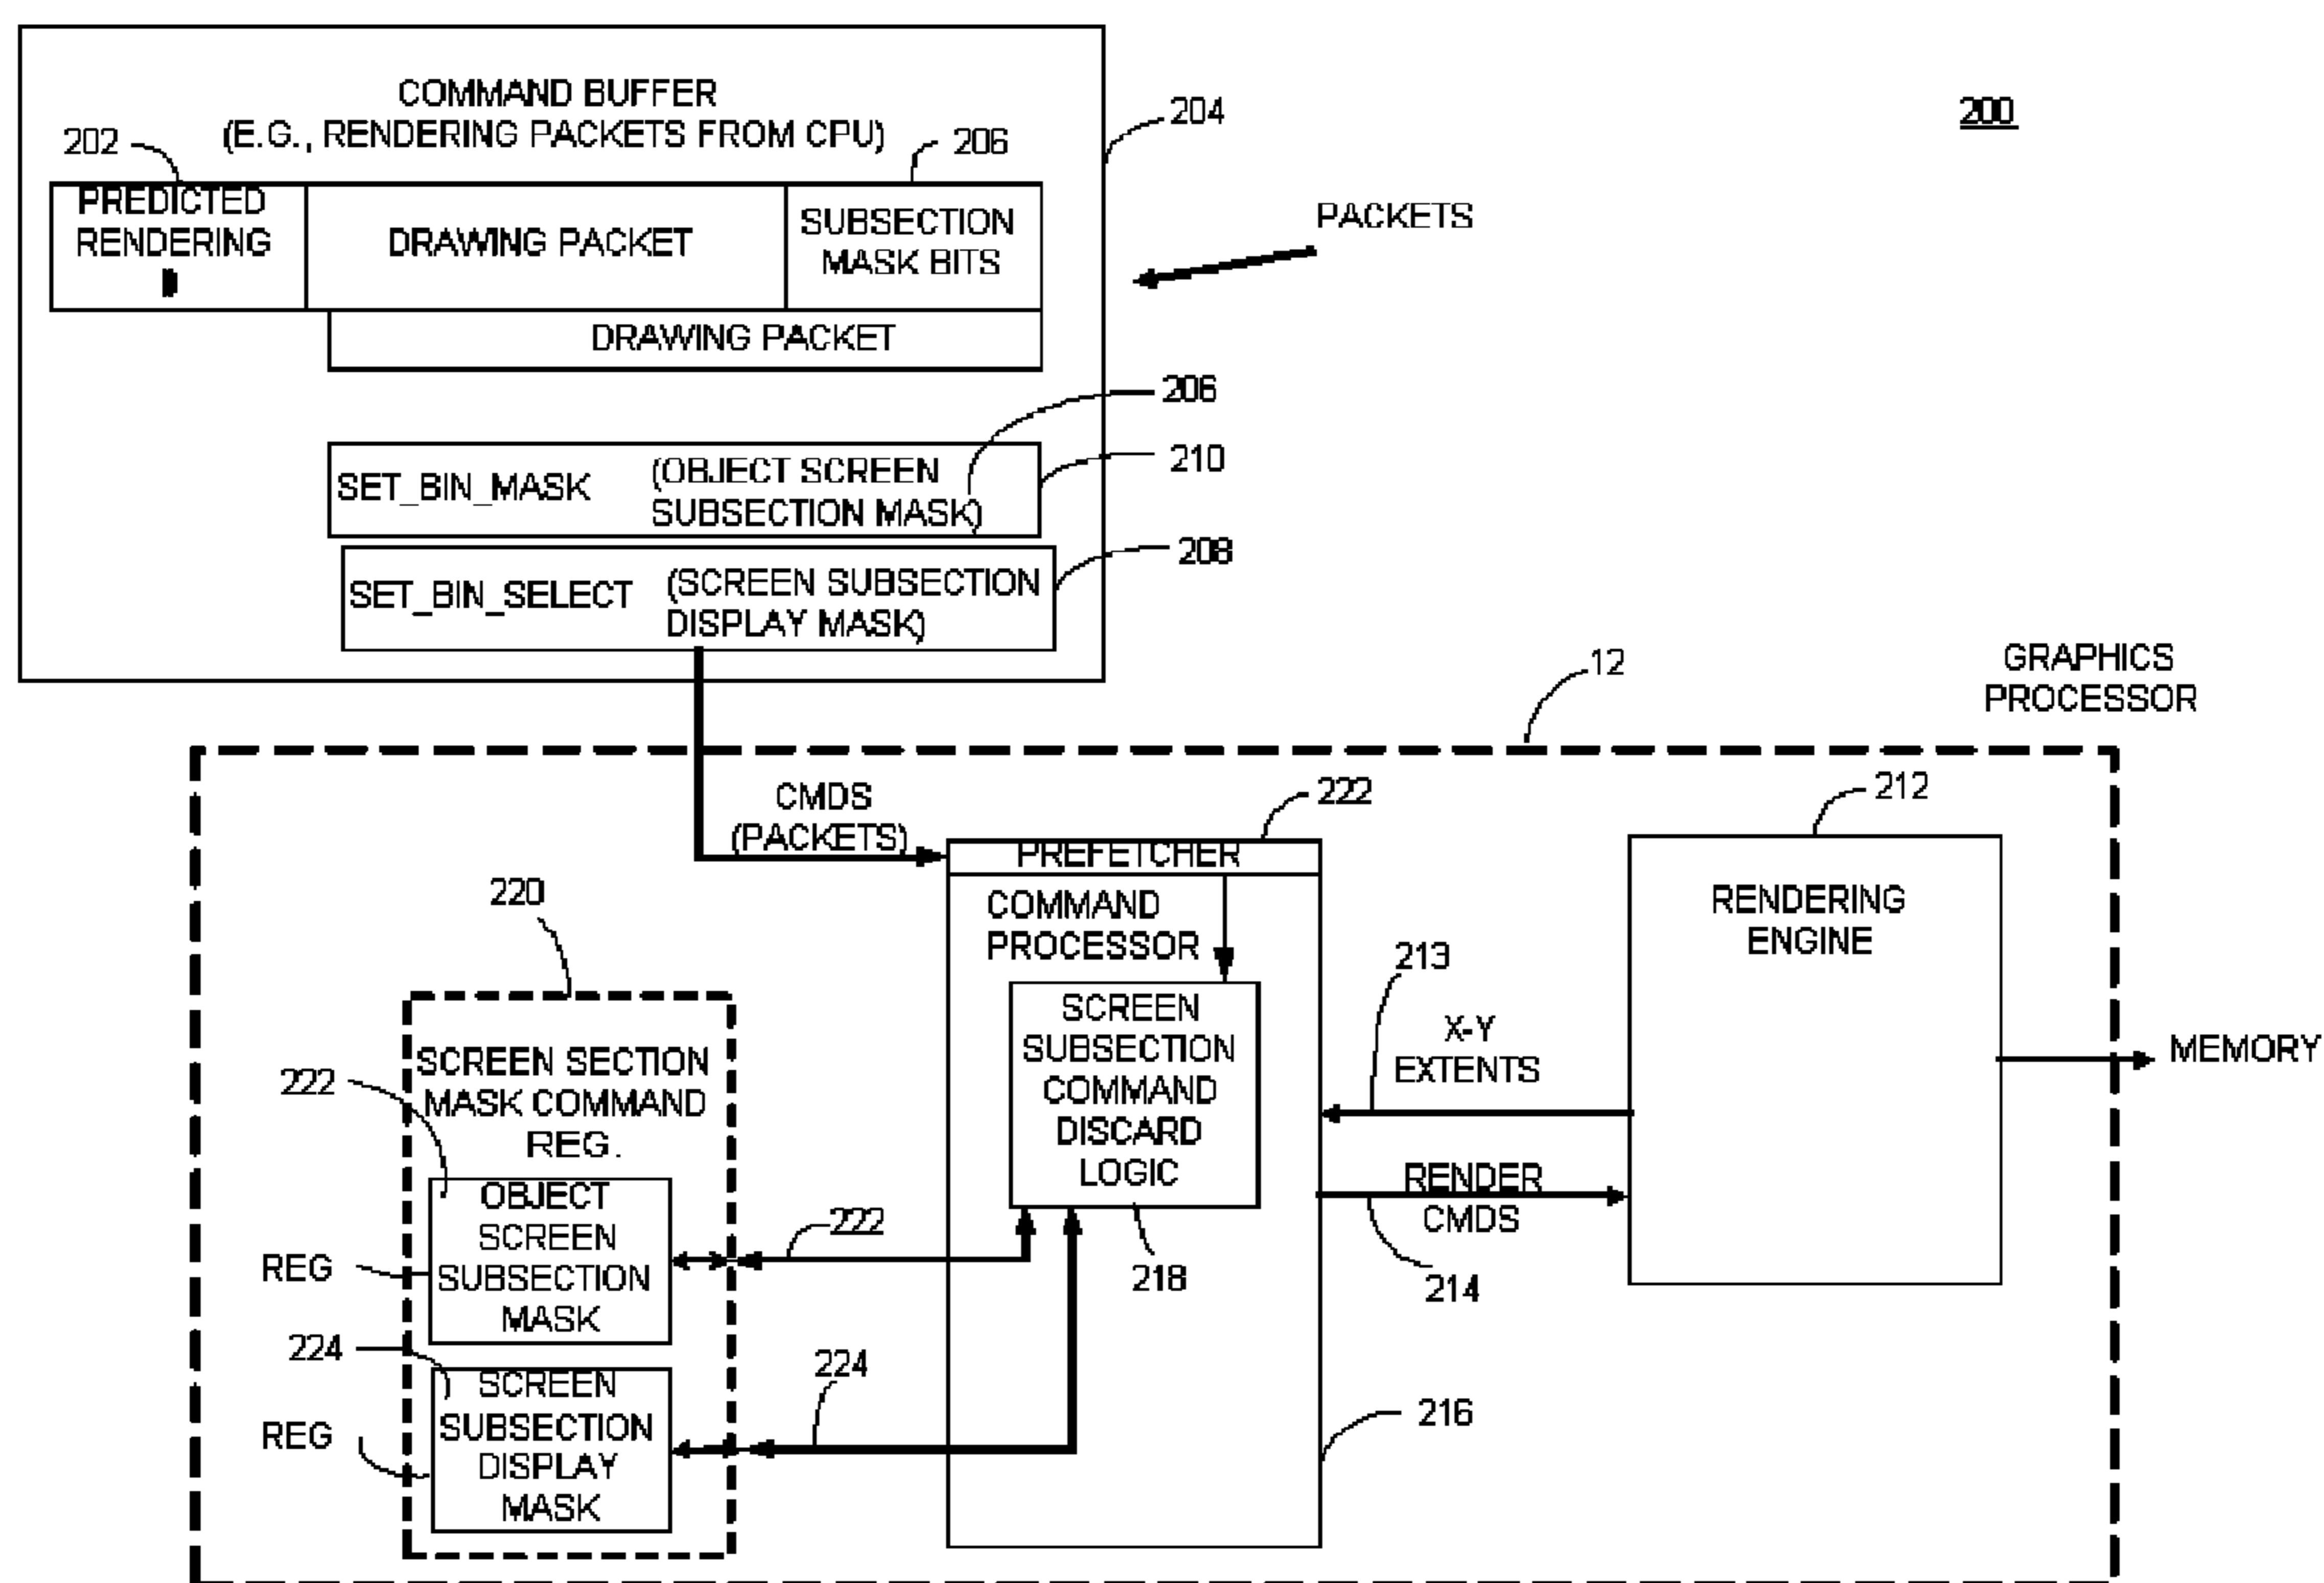 COMMAND BUFFER
(E.G., RENDERING PACKETS FROM CPU)
204
200
202
206
PREDICTED
RENDERING
DRAWING PACKET
SUBSECTION
MASK BITS
PACKETS
DRAWING PACKET
206
SET_BIN_MASK
(OBJECT SCREEN
SUBSECTION MASK)
210
SET_BIN_SELECT
(SCREEN SUBSECTION
DISPLAY MASK)
208
12
GRAPHICS
PROCESSOR
CMDS
(PACKETS)
222
212
PREFETCHER
COMMAND
PROCESSOR
RENDERING
ENGINE
220
213
SCREEN
SUBSECTION
COMMAND
DISCARD
LOGIC
X-Y
EXTENTS
MEMORY
SCREEN SECTION
MASK COMMAND
REG.
222
RENDER
CMDS
OBJECT
SCREEN
SUBSECTION
MASK
REG
222
218
214
224
SCREEN
SUBSECTION
DISPLAY
MASK
REG
224
216